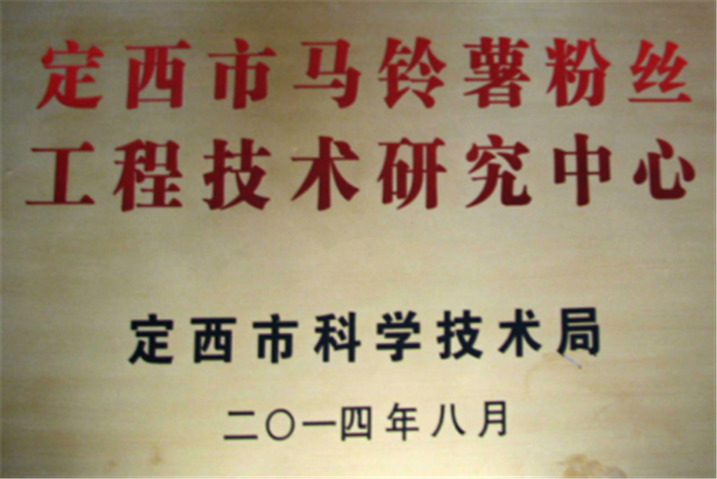 定西市马铃薯粉丝
工程技术研究中心
定西市科学技术局
二〇一四年八月